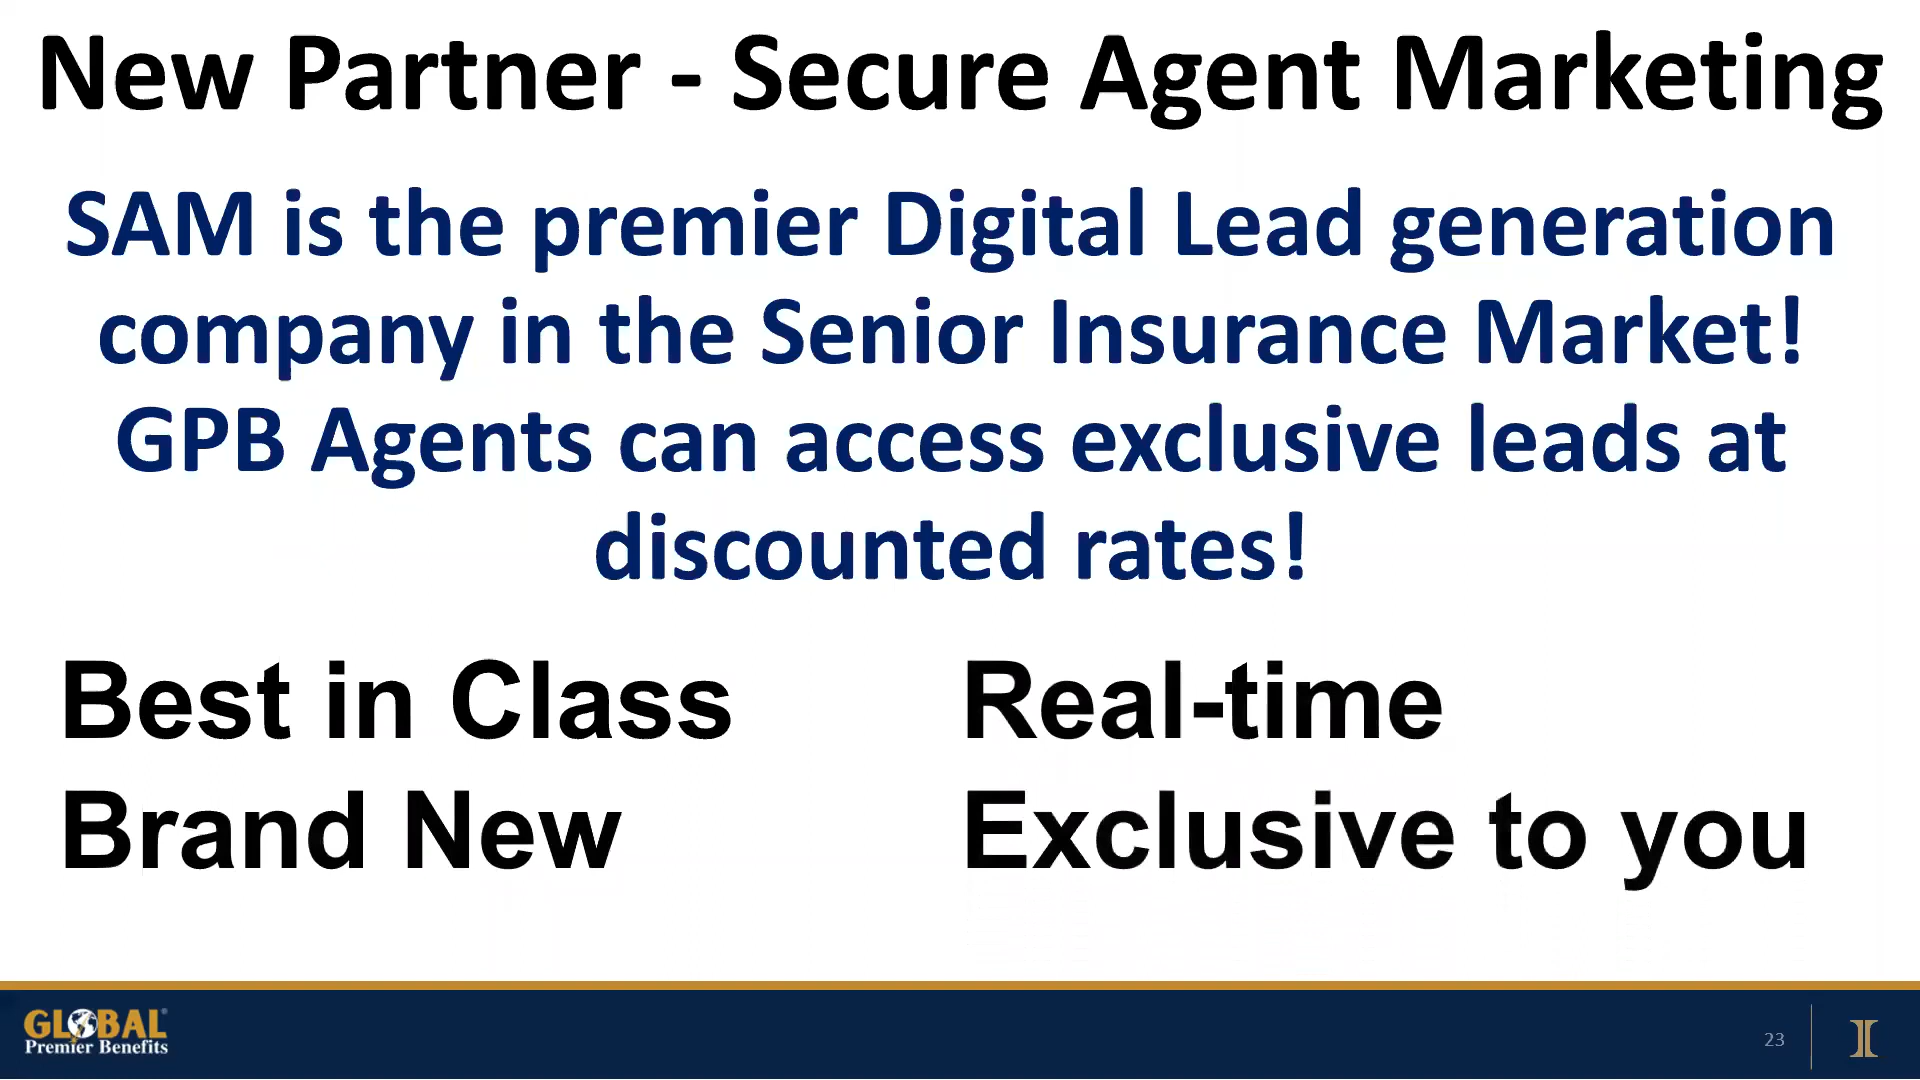 New Partner - Secure Agent Marketing
SAM is the premier Digital Lead generation
company in the Senior Insurance Market!
GPB Agents can access exclusive leads at
discounted rates!
Best in Class
Real-time
Brand New
Exclusive to you
GLOBAL
Premier Benefits
23